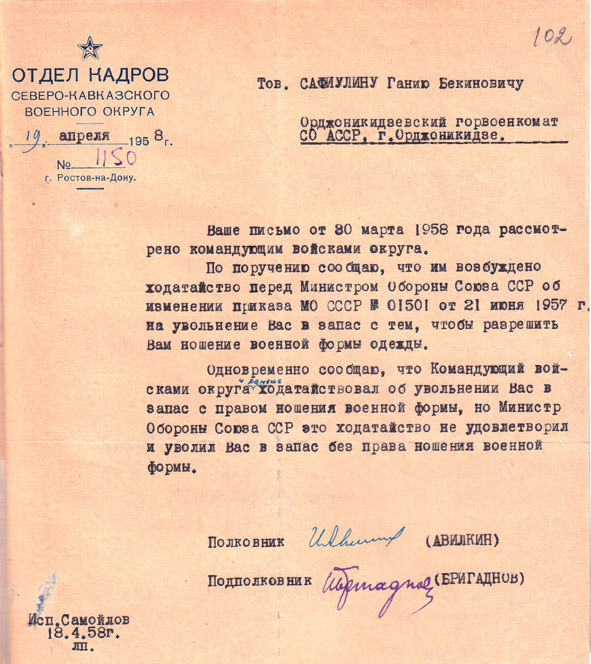 102
ОТДЕЛ КАДРОВ
СЕВЕРО-КАВКАЗСКОГО
ВОЕННОГО ОКРУГА
19. апреля 1958 г.
№ 1150
г. Ростов-на-Дону.
Тов. САФИУЛИНУ Ганию Бекиновичу
Орджоникидзевский горвоенкомат
СО АССР, г.Орджоникидзе.
Ваше письмо от 30 марта 1958 года рассмот-
рено командующим войсками округа.
По поручению сообщаю, что им возбуждено
ходатайство перед Министром Обороны Союза ССР об
изменении приказа МО СССР № 01501 от 21 июня 1957 г.
на увольнение Вас в запас с тем, чтобы разрешить
Вам ношение военной формы одежды.
Одновременно сообщаю, что Командующий вой-
и раньше
сками округа ходатайствовал об увольнении Вас в
запас с правом ношения военной формы, но Министр
Обороны Союза ССР это ходатайство не удовлетворил
и уволил Вас в запас без права ношения военной
формы.
Полковник (АВИЛКИН)
Подполковник (БРИГАДНОВ)
Исп.Самойлов
18.4.58г.
лп.